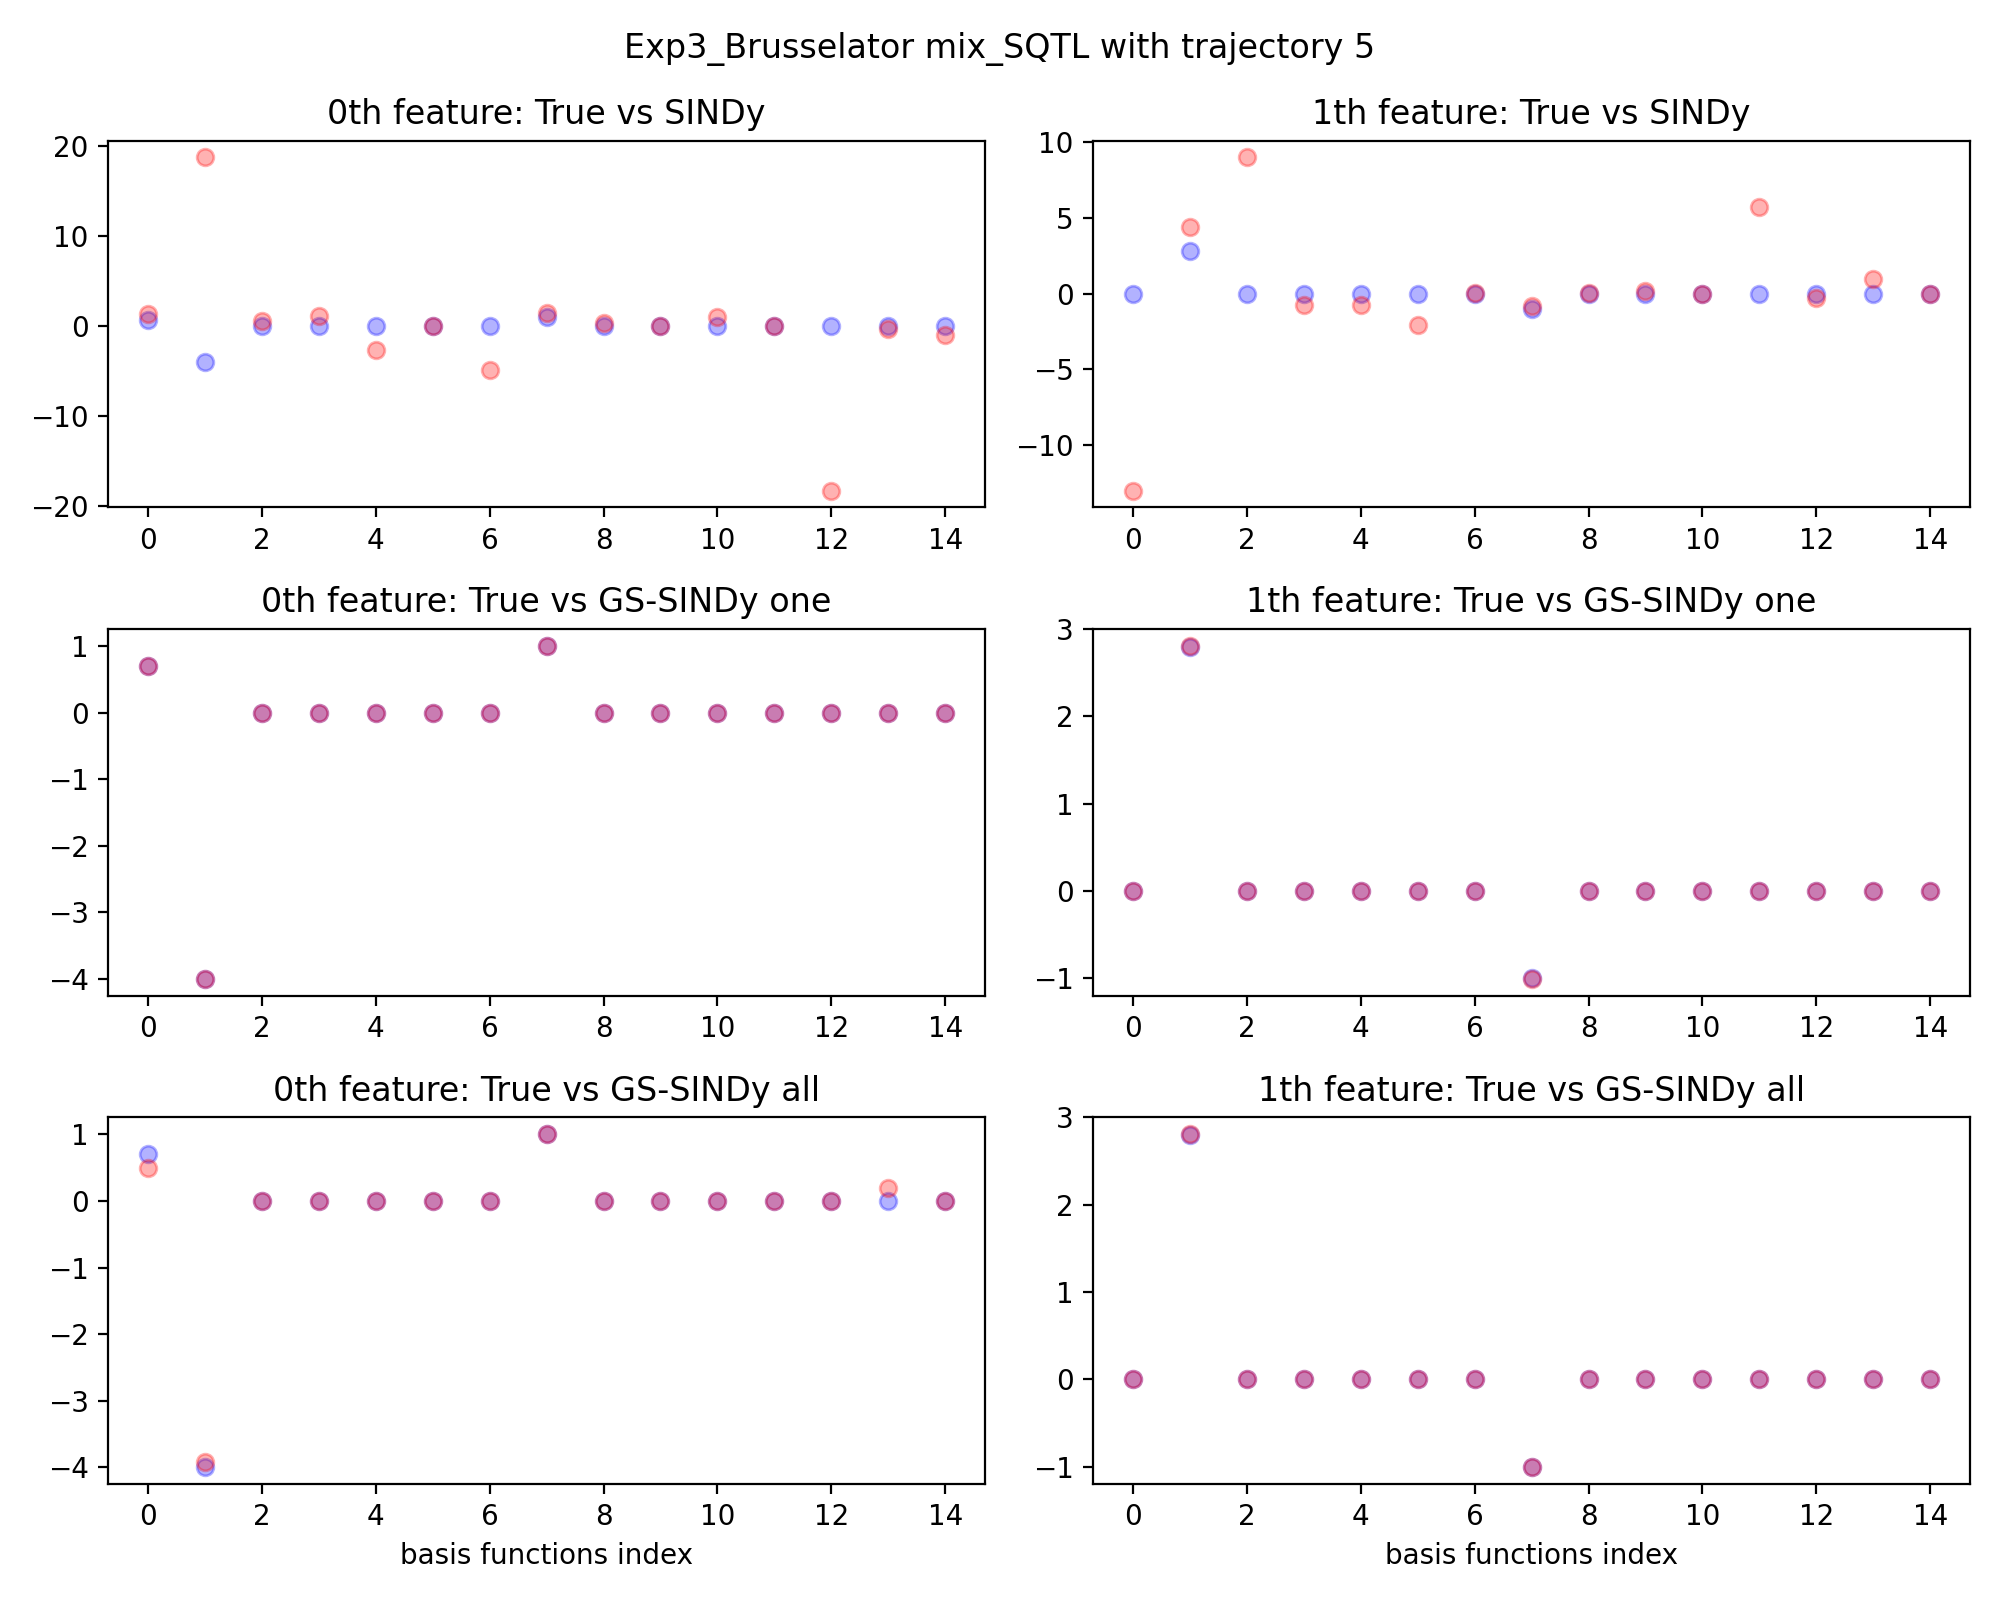 Exp3_Brusselator mix_SQTL with trajectory 5
0th feature: True vs SINDy
20
10
0
−10
−20
0 2 4 6 8 10 12 14
1th feature: True vs SINDy
10
5
0
−5
−10
0 2 4 6 8 10 12 14
0th feature: True vs GS-SINDy one
1
0
−1
−2
−3
−4
0 2 4 6 8 10 12 14
1th feature: True vs GS-SINDy one
3
2
1
0
−1
0 2 4 6 8 10 12 14
0th feature: True vs GS-SINDy all
1
0
−1
−2
−3
−4
0 2 4 6 8 10 12 14
basis functions index
1th feature: True vs GS-SINDy all
3
2
1
0
−1
0 2 4 6 8 10 12 14
basis functions index